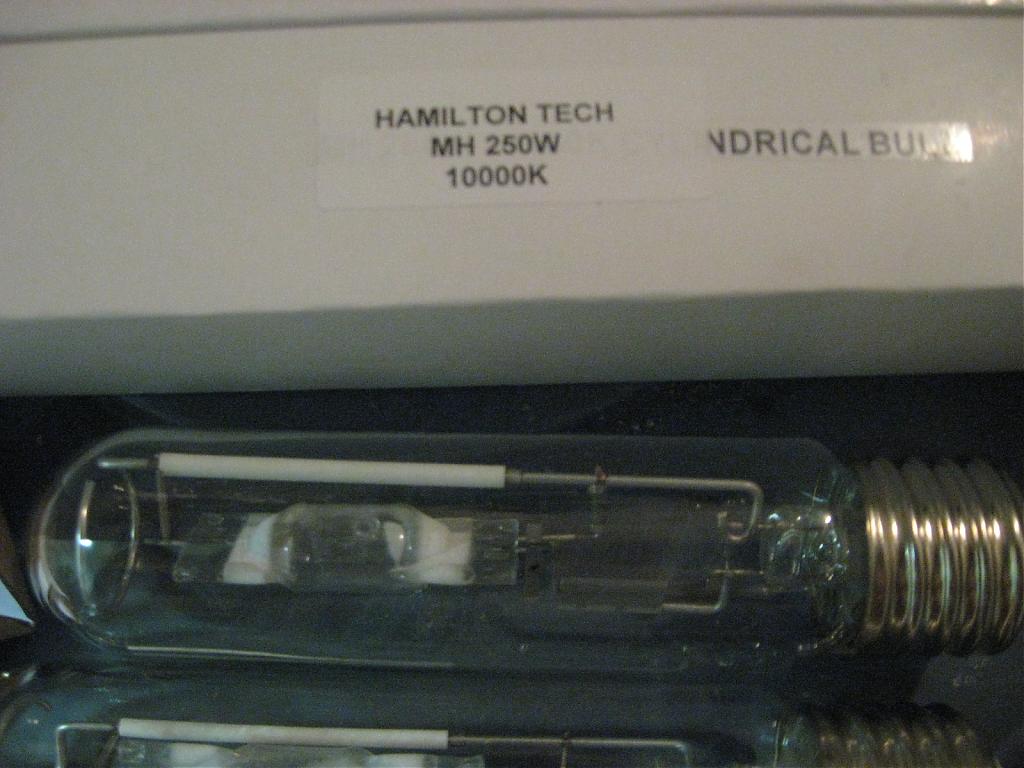 HAMILTON TECH
MH 250W
10000K
NDRICAL BUL